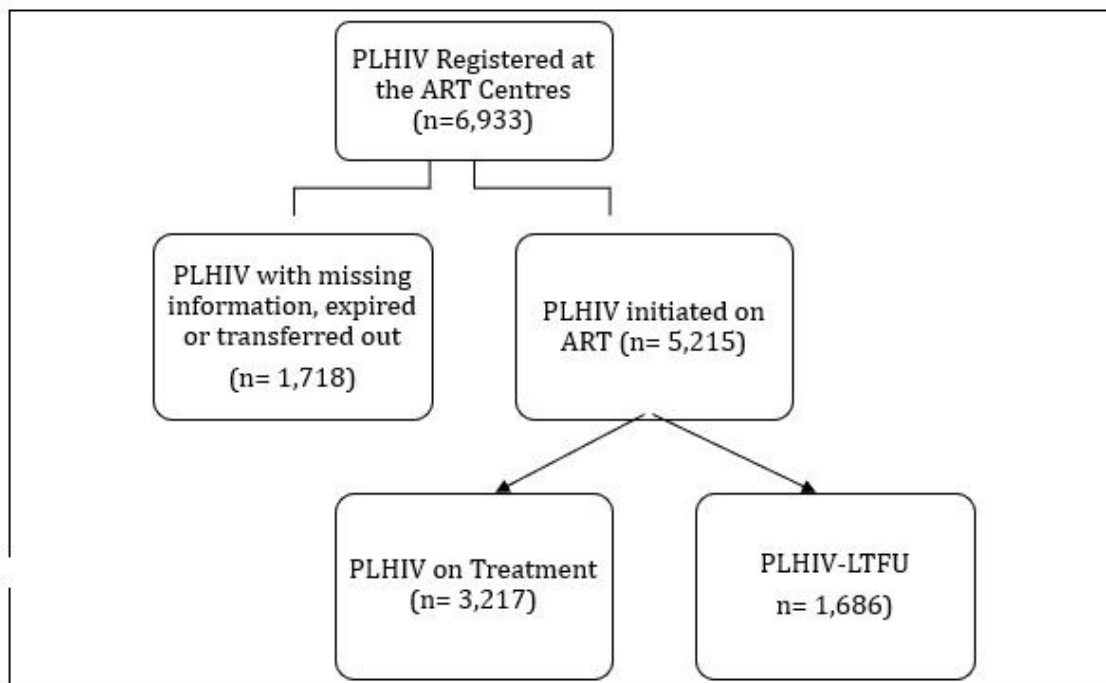 PLHIV Registered at
the ART Centres
(n=6,933)
PLHIV with missing
information, expired
or transferred out
(n= 1,718)
PLHIV initiated on
ART (n= 5,215)
PLHIV on Treatment
(n= 3,217)
PLHIV-LTFU
n= 1,686)